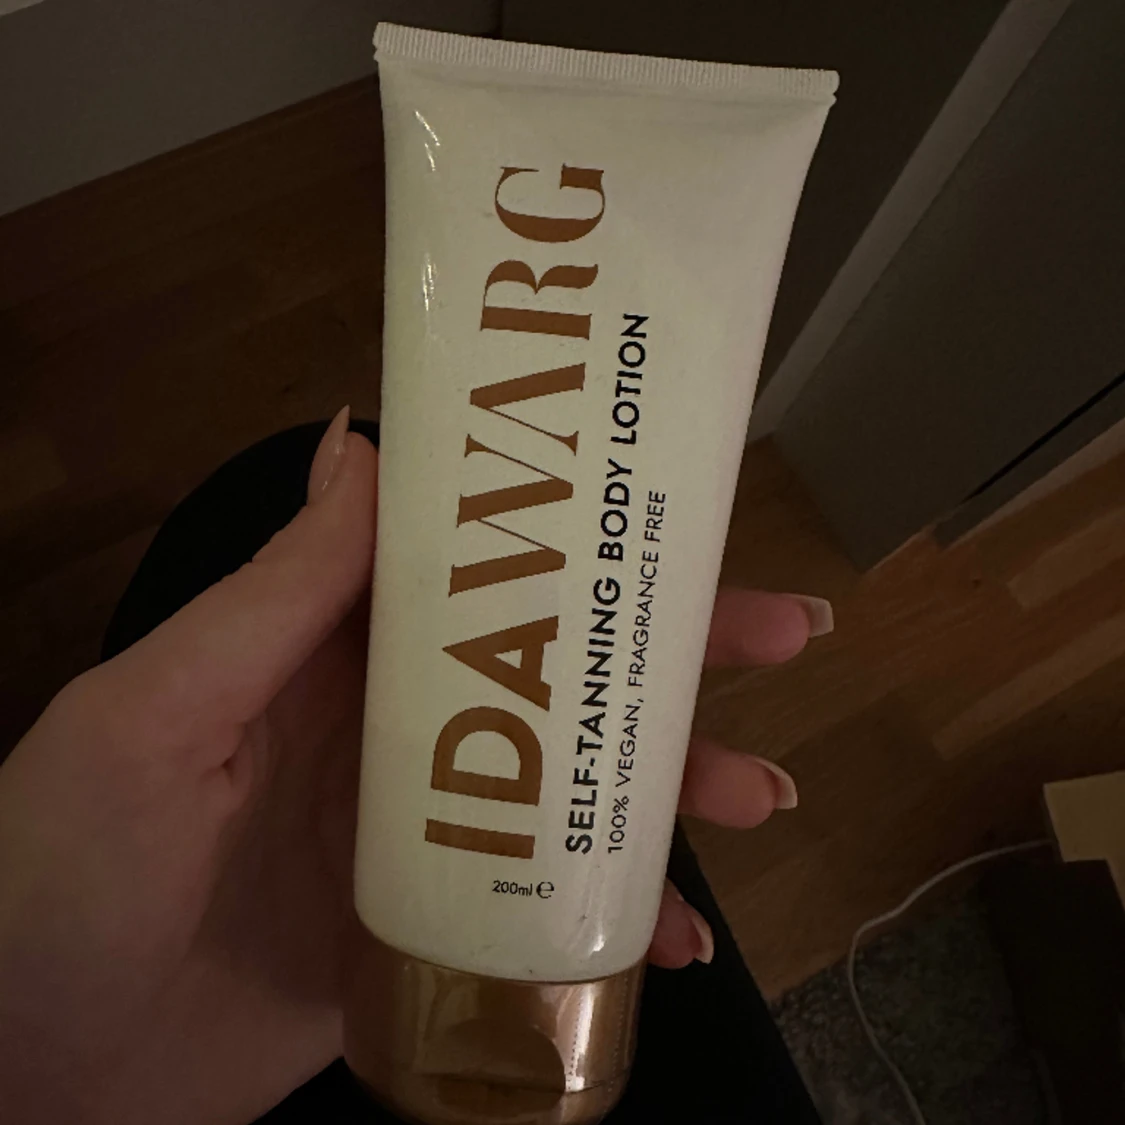 IDAWARG
SELF-TANNING BODY LOTION
100% VEGAN, FRAGRANCE FREE
200ml ℮